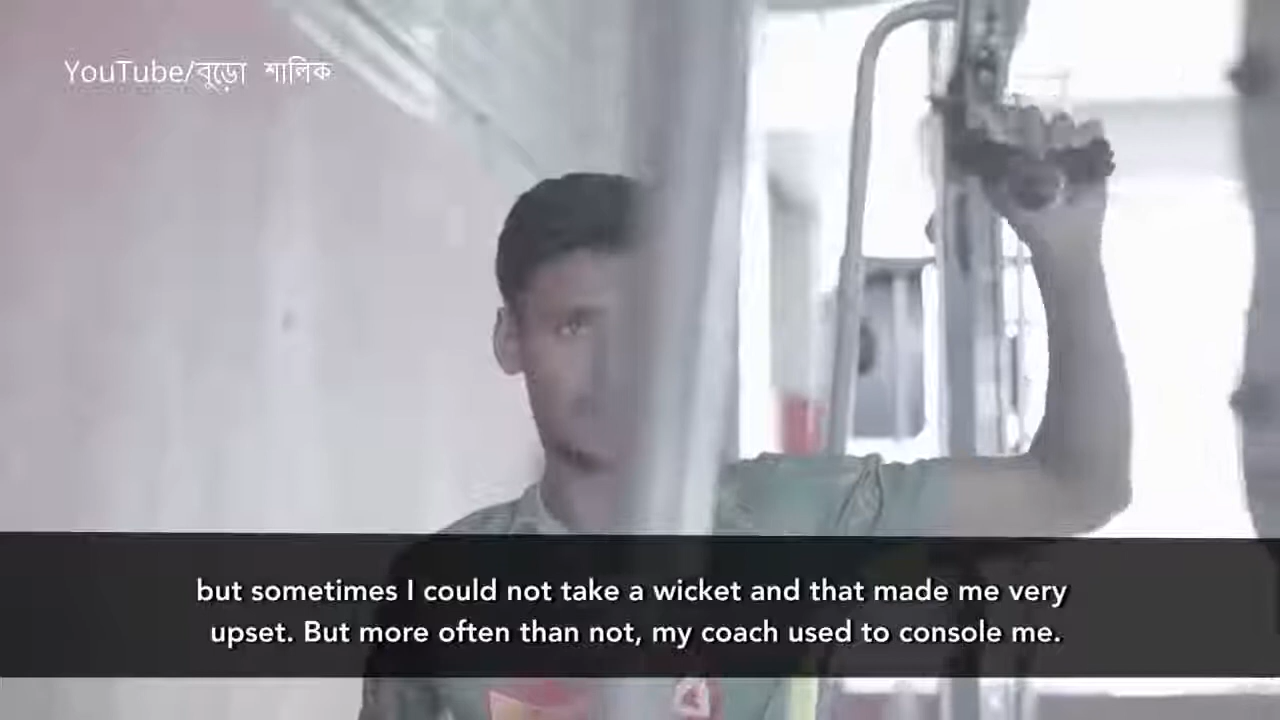 YouTube/বুড়ো শালিক
but sometimes I could not take a wicket and that made me very
upset. But more often than not, my coach used to console me.